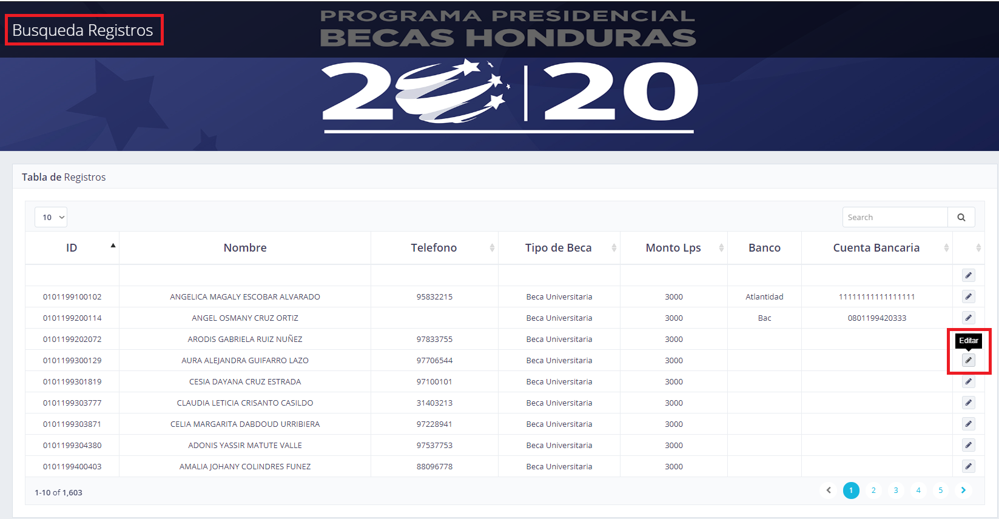 Busqueda Registros
PROGRAMA PRESIDENCIAL
BECAS HONDURAS
20|20
Tabla de Registros
10
Search
ID Nombre Telefono Tipo de Beca Monto Lps Banco Cuenta Bancaria
0101199100102 ANGELICA MAGALY ESCOBAR ALVARADO 95832215 Beca Universitaria 3000 Atlantidad 11111111111111111
0101199200114 ANGEL OSMANY CRUZ ORTIZ Beca Universitaria 3000 Bac 0801199420333
0101199202072 ARODIS GABRIELA RUIZ NUÑEZ 97833755 Beca Universitaria 3000
Editar
0101199300129 AURA ALEJANDRA GUIFARRO LAZO 97706544 Beca Universitaria 3000
0101199301819 CESIA DAYANA CRUZ ESTRADA 97100101 Beca Universitaria 3000
0101199303777 CLAUDIA LETICIA CRISANTO CASILDO 31403213 Beca Universitaria 3000
0101199303871 CELIA MARGARITA DABDOUD URRIBIERA 97228941 Beca Universitaria 3000
0101199304380 ADONIS YASSIR MATUTE VALLE 97537753 Beca Universitaria 3000
0101199400403 AMALIA JOHANY COLINDRES FUNEZ 88096778 Beca Universitaria 3000
1-10 of 1,603
1 2 3 4 5